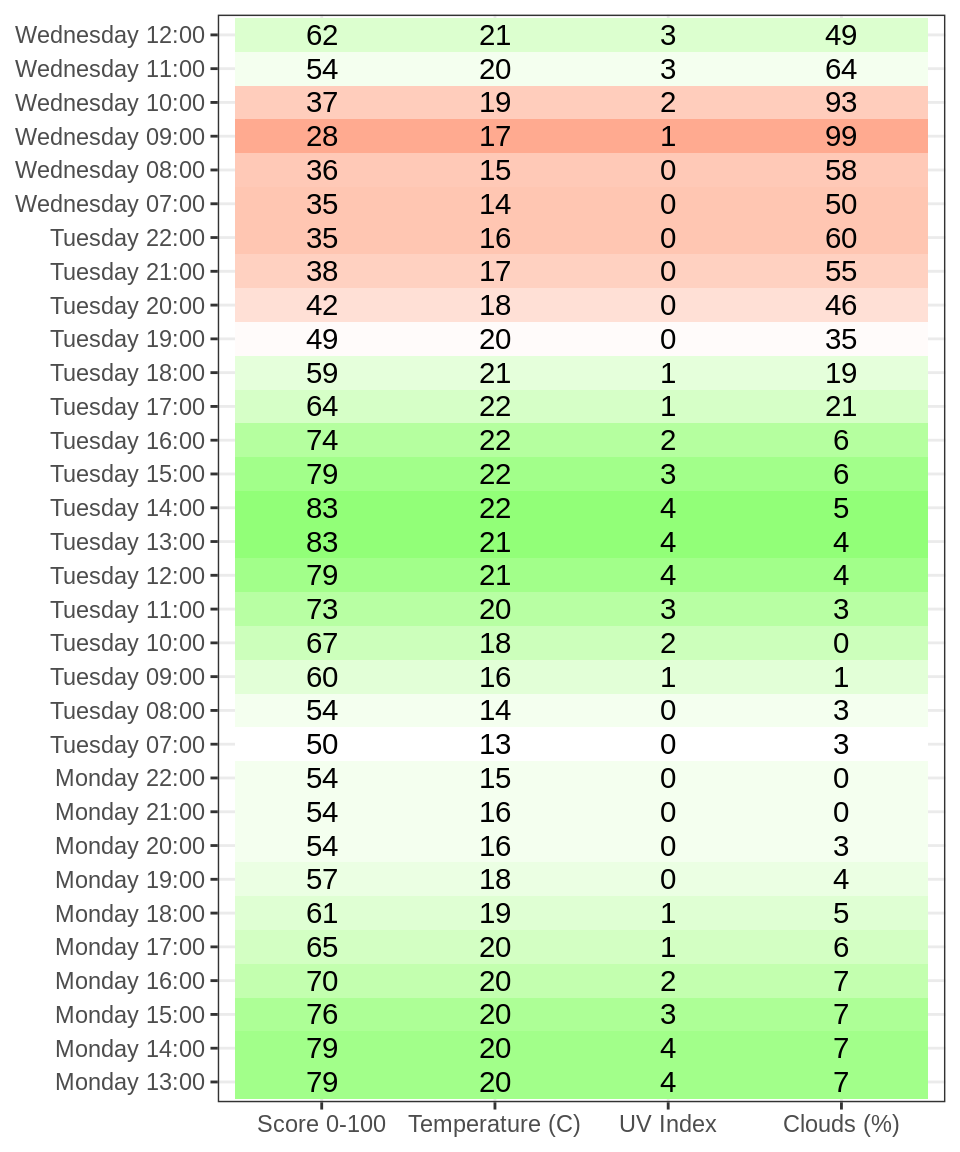 Wednesday 12:00 62 21 3 49
Wednesday 11:00 54 20 3 64
Wednesday 10:00 37 19 2 93
Wednesday 09:00 28 17 1 99
Wednesday 08:00 36 15 0 58
Wednesday 07:00 35 14 0 50
Tuesday 22:00 35 16 0 60
Tuesday 21:00 38 17 0 55
Tuesday 20:00 42 18 0 46
Tuesday 19:00 49 20 0 35
Tuesday 18:00 59 21 1 19
Tuesday 17:00 64 22 1 21
Tuesday 16:00 74 22 2 6
Tuesday 15:00 79 22 3 6
Tuesday 14:00 83 22 4 5
Tuesday 13:00 83 21 4 4
Tuesday 12:00 79 21 4 4
Tuesday 11:00 73 20 3 3
Tuesday 10:00 67 18 2 0
Tuesday 09:00 60 16 1 1
Tuesday 08:00 54 14 0 3
Tuesday 07:00 50 13 0 3
Monday 22:00 54 15 0 0
Monday 21:00 54 16 0 0
Monday 20:00 54 16 0 3
Monday 19:00 57 18 0 4
Monday 18:00 61 19 1 5
Monday 17:00 65 20 1 6
Monday 16:00 70 20 2 7
Monday 15:00 76 20 3 7
Monday 14:00 79 20 4 7
Monday 13:00 79 20 4 7
Score 0-100 Temperature (C) UV Index Clouds (%)